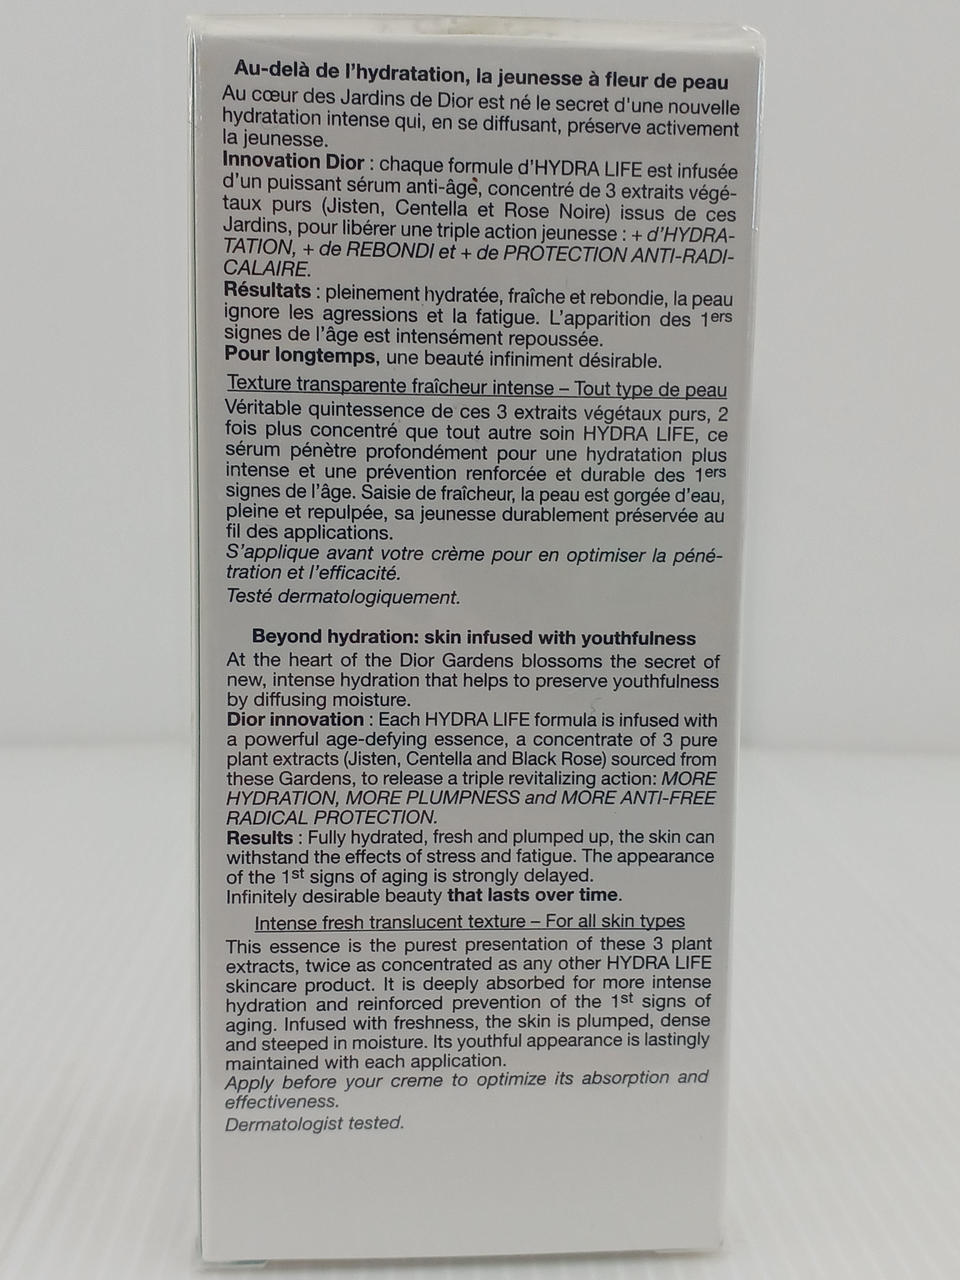 Au-delà de l'hydratation, la jeunesse à fleur de peau
Au cœur des Jardins de Dior est né le secret d'une nouvelle
hydratation intense qui, en se diffusant, préserve activement
la jeunesse.
Innovation Dior : chaque formule d'HYDRA LIFE est infusée
d'un puissant sérum anti-âge, concentré de 3 extraits végé-
taux purs (Jisten, Centella et Rose Noire) issus de ces
Jardins, pour libérer une triple action jeunesse : + d'HYDRA-
TATION, + de REBONDI et + de PROTECTION ANTI-RADI-
CALAIRE.
Résultats : pleinement hydratée, fraîche et rebondie, la peau
ignore les agressions et la fatigue. L'apparition des 1ers
signes de l'âge est intensément repoussée.
Pour longtemps, une beauté infiniment désirable.
Texture transparente fraîcheur intense – Tout type de peau
Véritable quintessence de ces 3 extraits végétaux purs, 2
fois plus concentré que tout autre soin HYDRA LIFE, ce
sérum pénètre profondément pour une hydratation plus
intense et une prévention renforcée et durable des 1ers
signes de l'âge. Saisie de fraîcheur, la peau est gorgée d'eau,
pleine et repulpée, sa jeunesse durablement préservée au
fil des applications.
S'applique avant votre crème pour en optimiser la péné-
tration et l'efficacité.
Testé dermatologiquement.
Beyond hydration: skin infused with youthfulness
At the heart of the Dior Gardens blossoms the secret of
new, intense hydration that helps to preserve youthfulness
by diffusing moisture.
Dior innovation : Each HYDRA LIFE formula is infused with
a powerful age-defying essence, a concentrate of 3 pure
plant extracts (Jisten, Centella and Black Rose) sourced from
these Gardens, to release a triple revitalizing action: MORE
HYDRATION, MORE PLUMPNESS and MORE ANTI-FREE
RADICAL PROTECTION.
Results : Fully hydrated, fresh and plumped up, the skin can
withstand the effects of stress and fatigue. The appearance
of the 1st signs of aging is strongly delayed.
Infinitely desirable beauty that lasts over time.
Intense fresh translucent texture – For all skin types
This essence is the purest presentation of these 3 plant
extracts, twice as concentrated as any other HYDRA LIFE
skincare product. It is deeply absorbed for more intense
hydration and reinforced prevention of the 1st signs of
aging. Infused with freshness, the skin is plumped, dense
and steeped in moisture. Its youthful appearance is lastingly
maintained with each application.
Apply before your creme to optimize its absorption and
effectiveness.
Dermatologist tested.